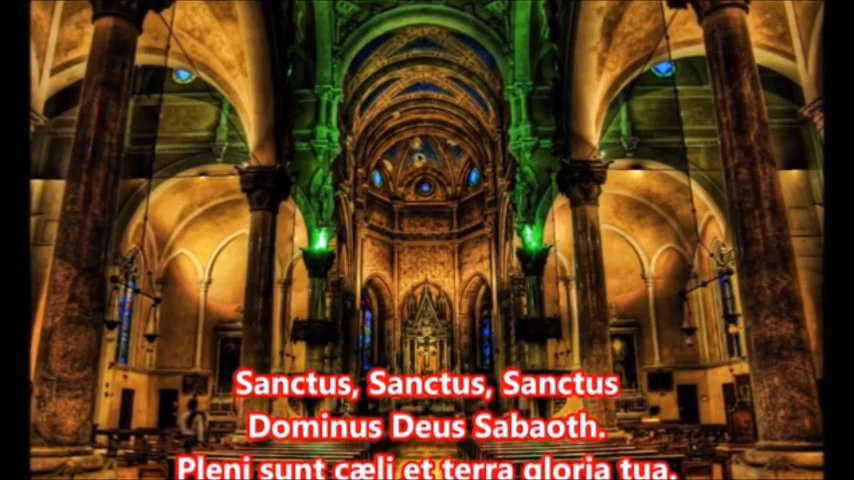 Sanctus, Sanctus, Sanctus
Dominus Deus Sabaoth.
Pleni sunt cæli et terra gloria tua.